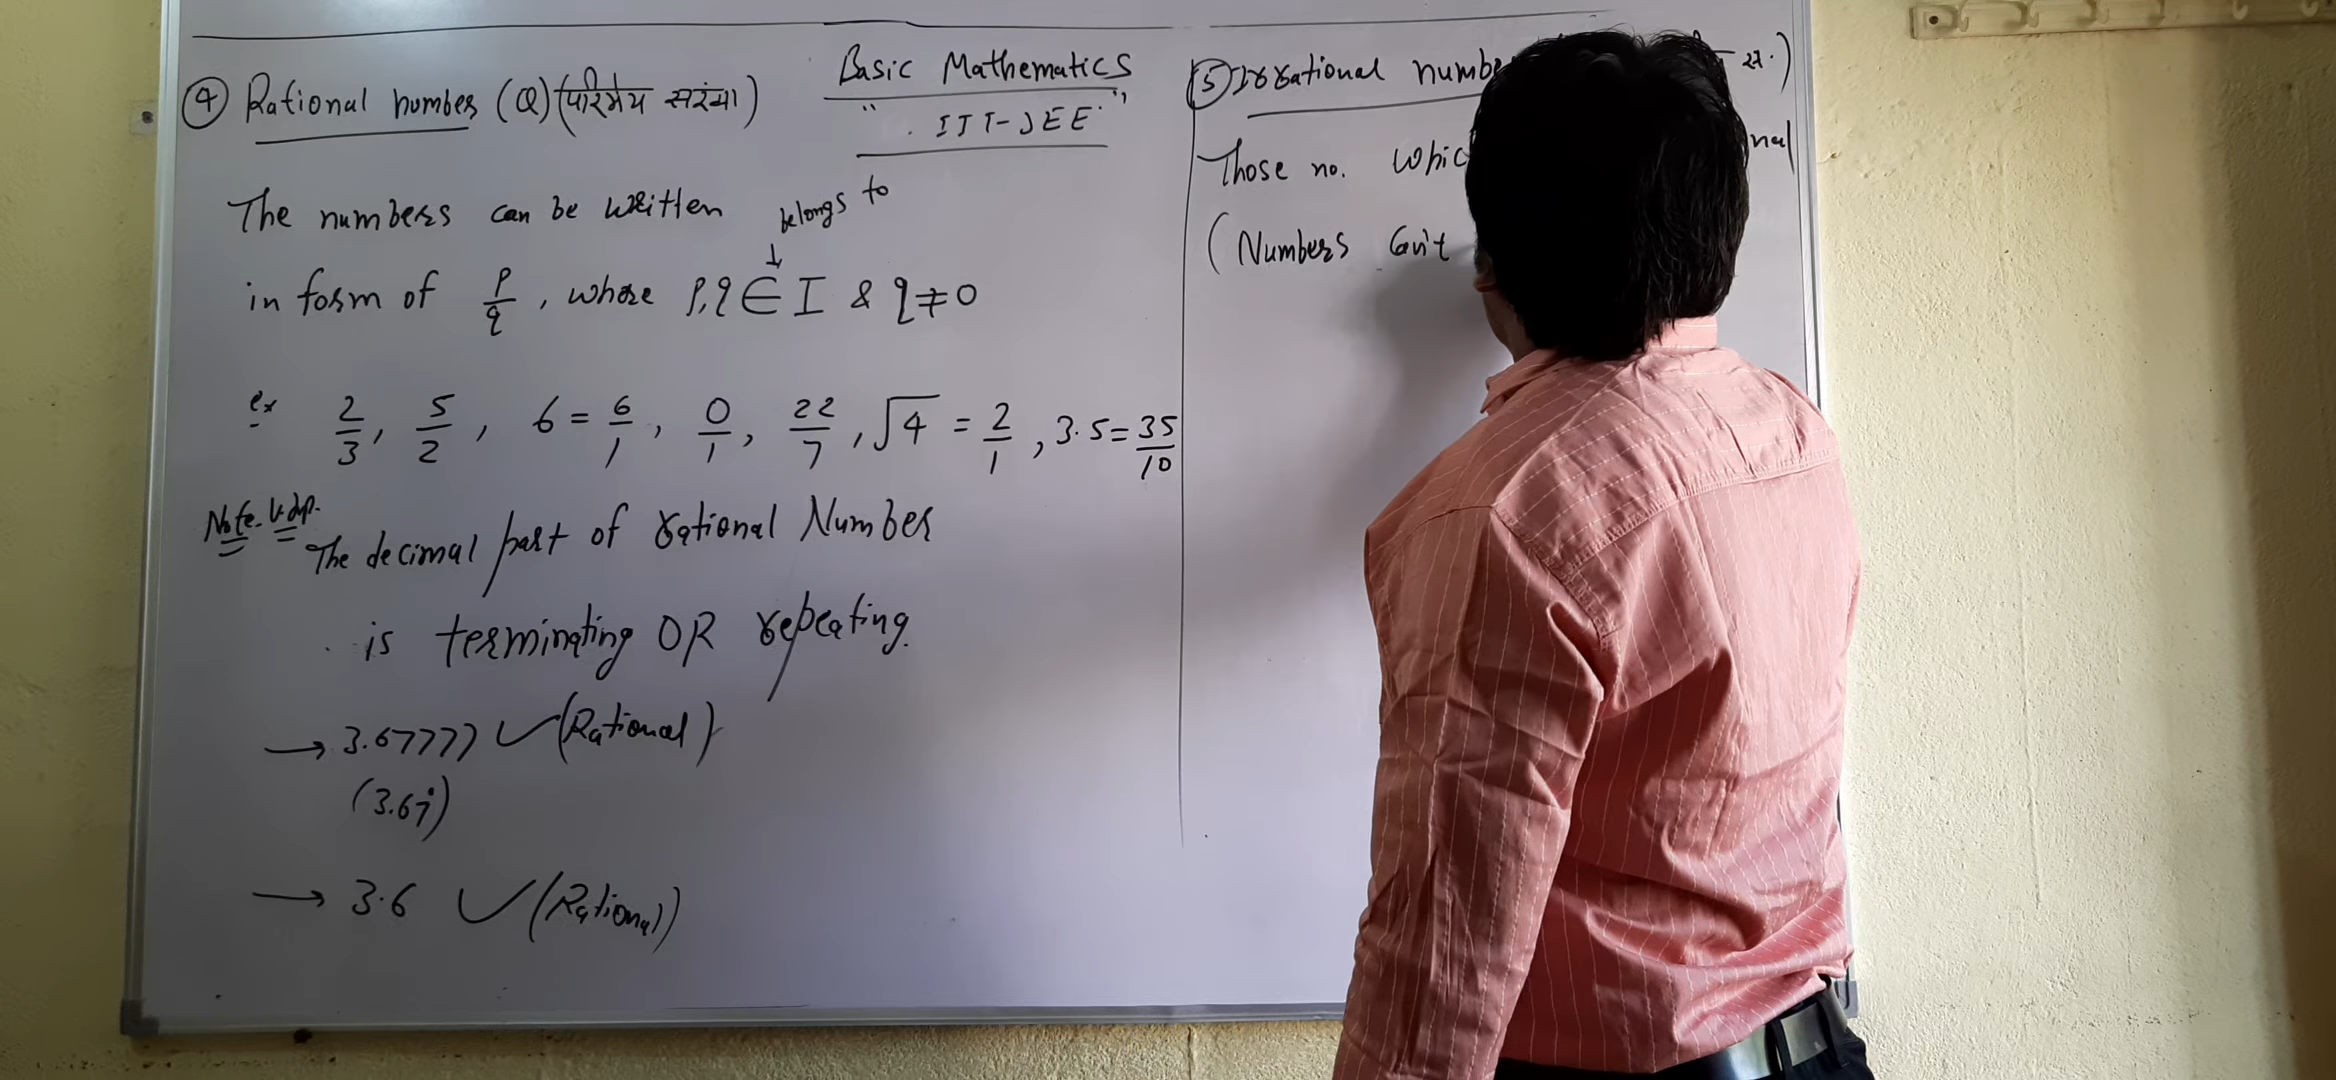 Basic Mathematics
"IIT-JEE"
④ Rational number (Q) (परिमेय संख्या)
The numbers can be written
belongs to
↓
in form of p/q, where p,q ∈ I & q ≠ 0
ex 2/3, 5/2, 6 = 6/1, 0/1, 22/7, √4 = 2/1, 3.5 = 35/10
Note. V.Imp. The decimal part of rational Number
is terminating OR repeating.
→ 3.67777 ✓ (Rational)
(3.67̇)
→ 3.6 ✓ (Rational)
⑤ Irrational numbe
Those no. whic
(Numbers Can't